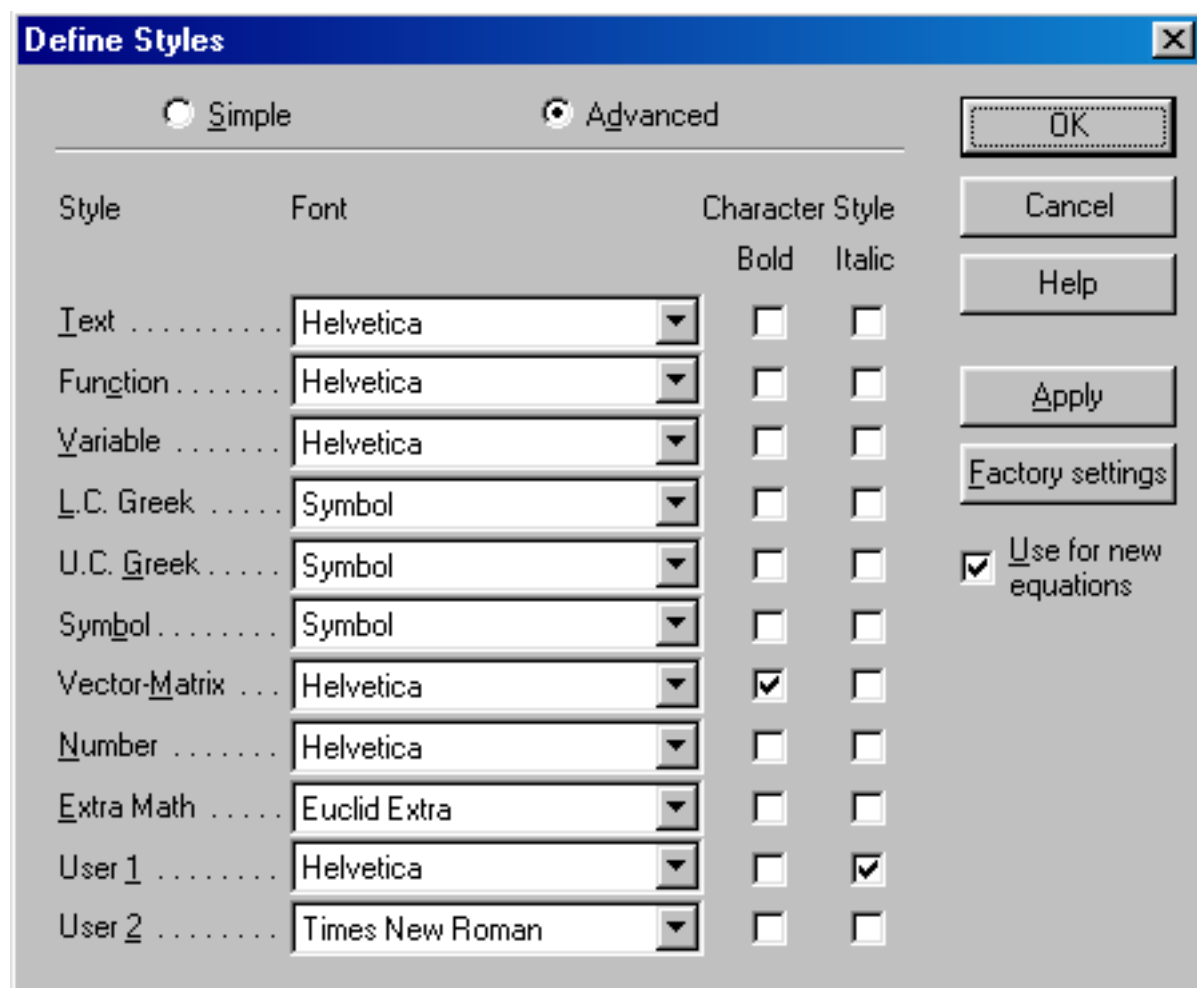 Define Styles
Simple Advanced
OK
Style Font Character Style
Cancel
Bold Italic
Help
Text .......... Helvetica
Function ....... Helvetica
Apply
Variable ....... Helvetica
Factory settings
L.C. Greek ..... Symbol
U.C. Greek ..... Symbol
Use for new
equations
Symbol ........ Symbol
Vector-Matrix ... Helvetica
Number ....... Helvetica
Extra Math ..... Euclid Extra
User 1 ........ Helvetica
User 2 ........ Times New Roman